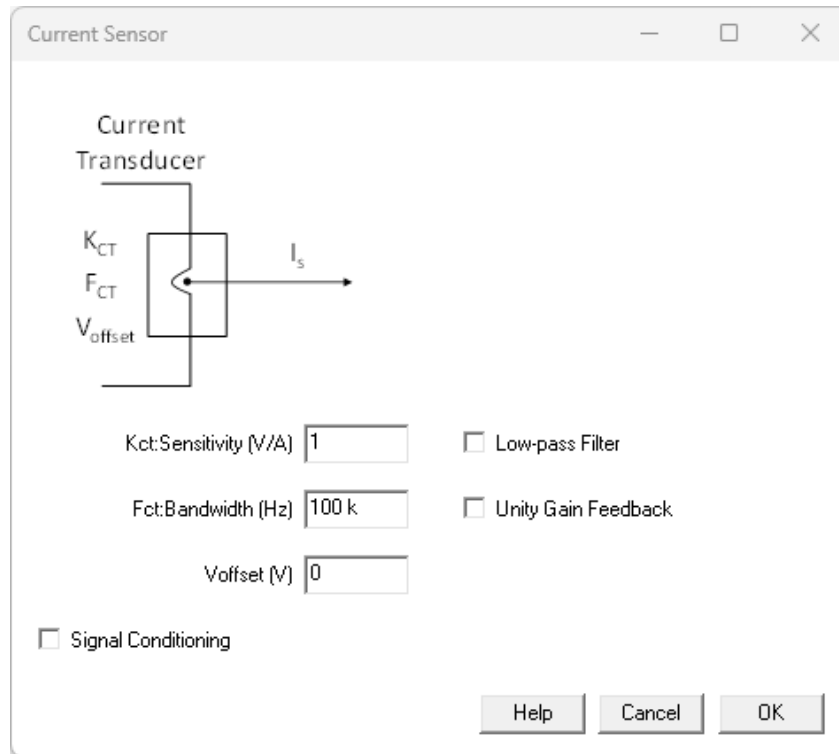 Current Sensor
Current
Transducer
K_CT
F_CT
V_offset
I_s
Kct:Sensitivity (V/A) 1
Low-pass Filter
Fct:Bandwidth (Hz) 100 k
Unity Gain Feedback
Voffset (V) 0
Signal Conditioning
Help Cancel OK